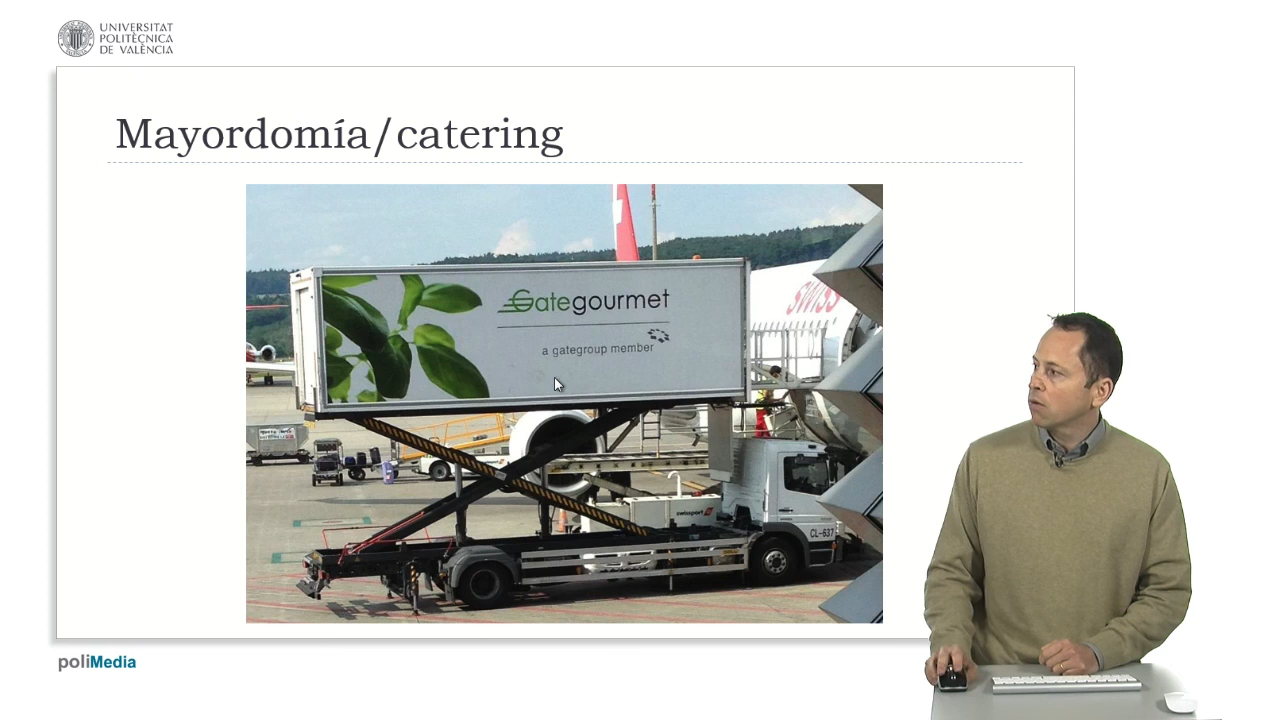 UNIVERSITAT
POLITÈCNICA
DE VALÈNCIA
Mayordomía/catering
Gategourmet
a gategroup member
swiss
swissport
CL-637
poliMedia